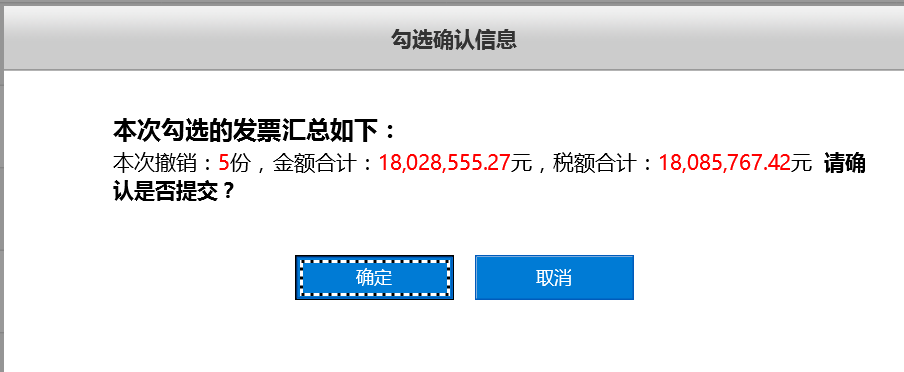 勾选确认信息
本次勾选的发票汇总如下：
本次撤销：5份，金额合计：18,028,555.27元，税额合计：18,085,767.42元 请确
认是否提交？
确定
取消